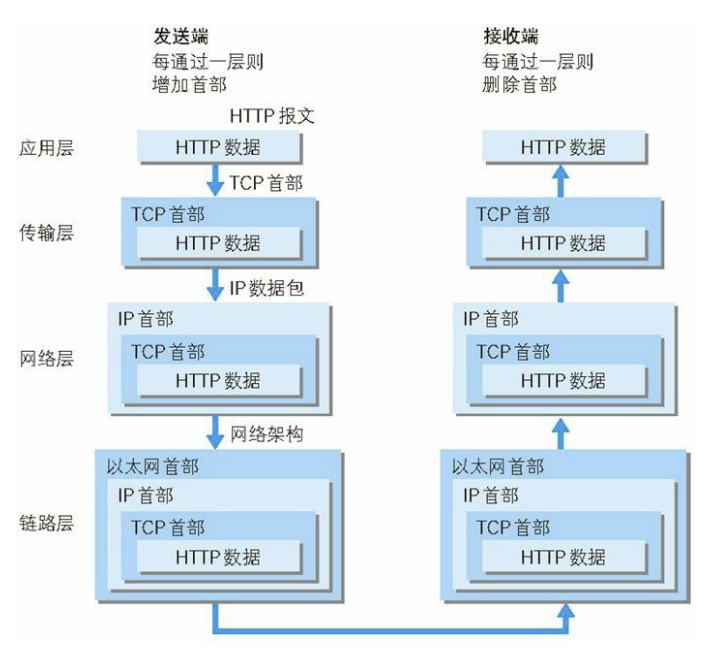 发送端
每通过一层则
增加首部
接收端
每通过一层则
删除首部
HTTP 报文
应用层
HTTP 数据
HTTP 数据
TCP 首部
传输层
TCP 首部
HTTP 数据
TCP 首部
HTTP 数据
IP 数据包
网络层
IP 首部
TCP 首部
HTTP 数据
IP 首部
TCP 首部
HTTP 数据
网络架构
链路层
以太网首部
IP 首部
TCP 首部
HTTP 数据
以太网首部
IP 首部
TCP 首部
HTTP 数据